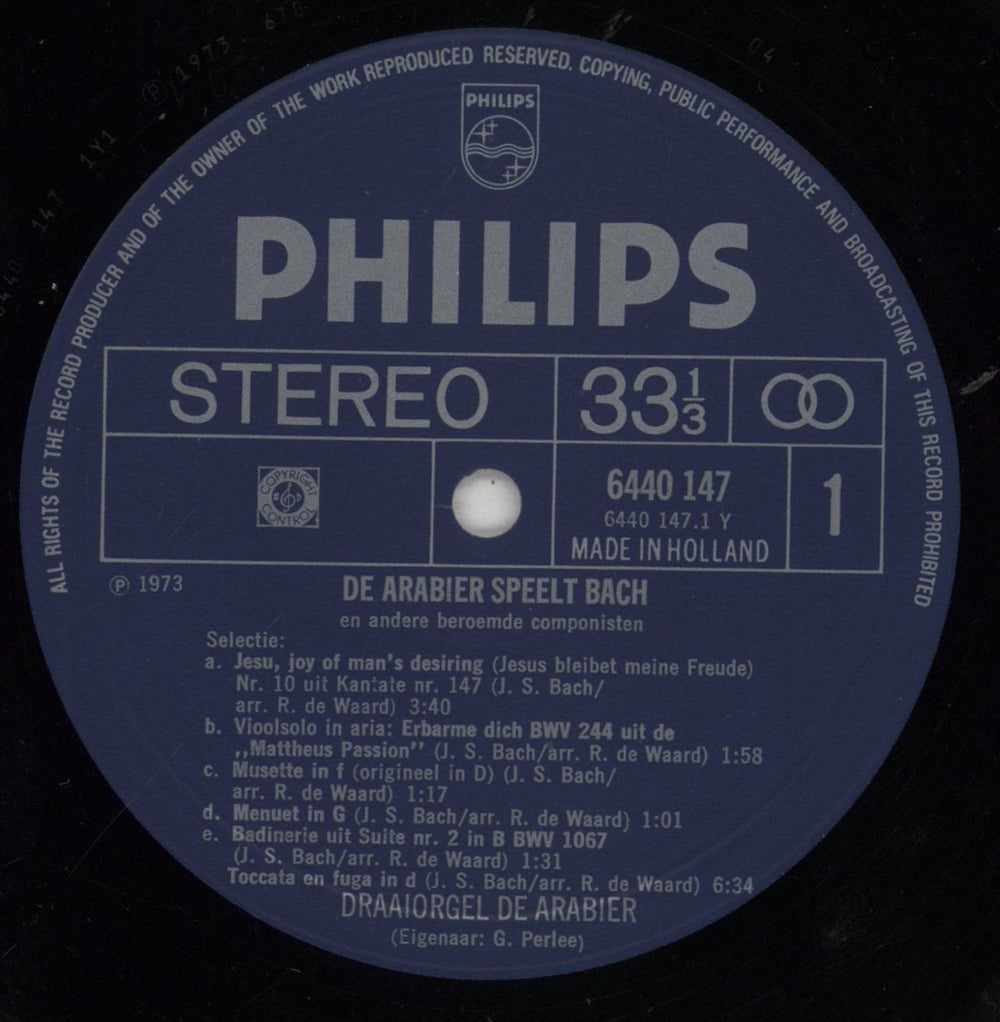 ALL RIGHTS OF THE RECORD PRODUCER AND OF THE OWNER OF THE WORK REPRODUCED RESERVED. COPYING, PUBLIC PERFORMANCE AND BROADCASTING OF THIS RECORD PROHIBITED
PHILIPS
PHILIPS
STEREO 33 1/3
COPYRIGHT CONTROL
6440 147
6440 147.1 Y
MADE IN HOLLAND
1
Ⓟ 1973
DE ARABIER SPEELT BACH
en andere beroemde componisten
Selectie:
a. Jesu, joy of man's desiring (Jesus bleibet meine Freude)
Nr. 10 uit Kantate nr. 147 (J. S. Bach/
arr. R. de Waard) 3:40
b. Vioolsolo in aria: Erbarme dich BWV 244 uit de
„Mattheus Passion” (J. S. Bach/arr. R. de Waard) 1:58
c. Musette in f (origineel in D) (J. S. Bach/
arr. R. de Waard) 1:17
d. Menuet in G (J. S. Bach/arr. R. de Waard) 1:01
e. Badinerie uit Suite nr. 2 in B BWV 1067
(J. S. Bach/arr. R. de Waard) 1:31
Toccata en fuga in d (J. S. Bach/arr. R. de Waard) 6:34
DRAAIORGEL DE ARABIER
(Eigenaar: G. Perlee)
147 1Y1 Ⓟ 1973 670
04